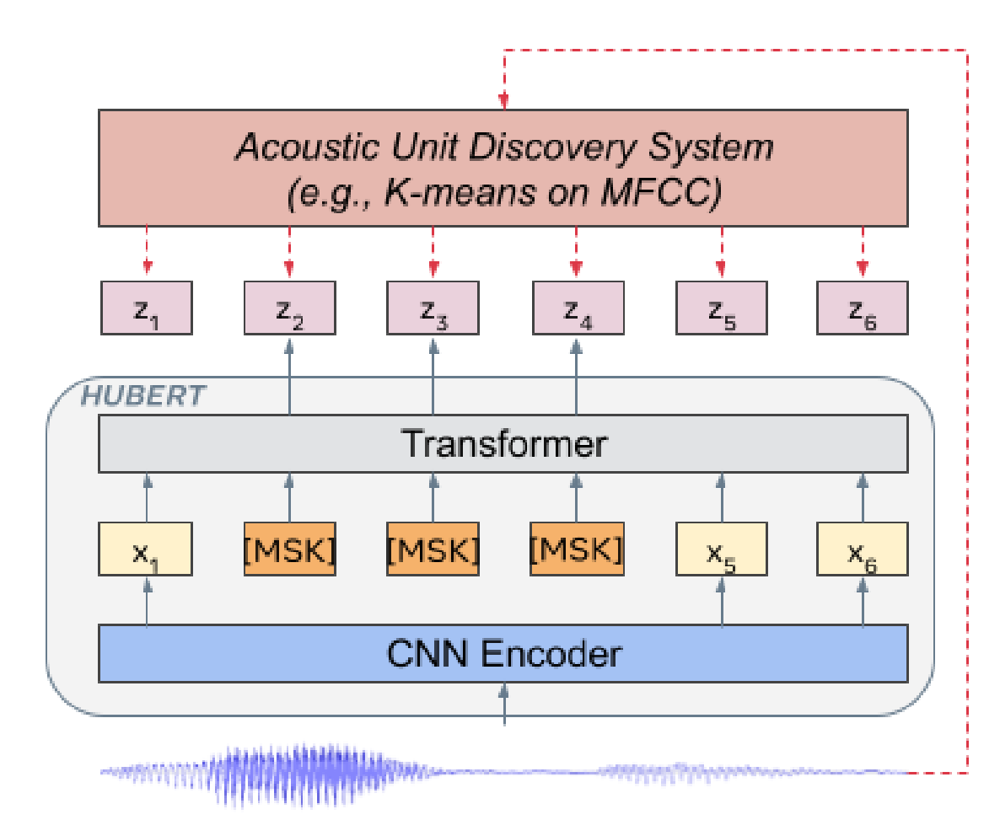 Acoustic Unit Discovery System
(e.g., K-means on MFCC)
z1 z2 z3 z4 z5 z6
HUBERT
Transformer
x1 [MSK] [MSK] [MSK] x5 x6
CNN Encoder